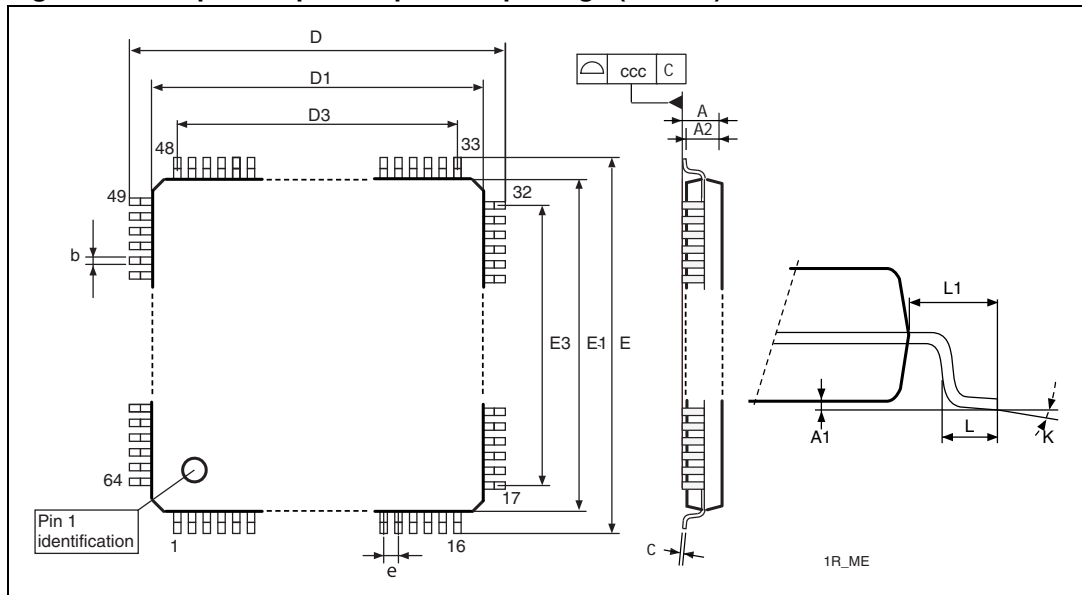 D
D1
D3
ccc C
A
A2
48
33
49
32
b
E3
E1
E
L1
A1
L
K
64
17
Pin 1
identification
1
16
e
C
1R_ME